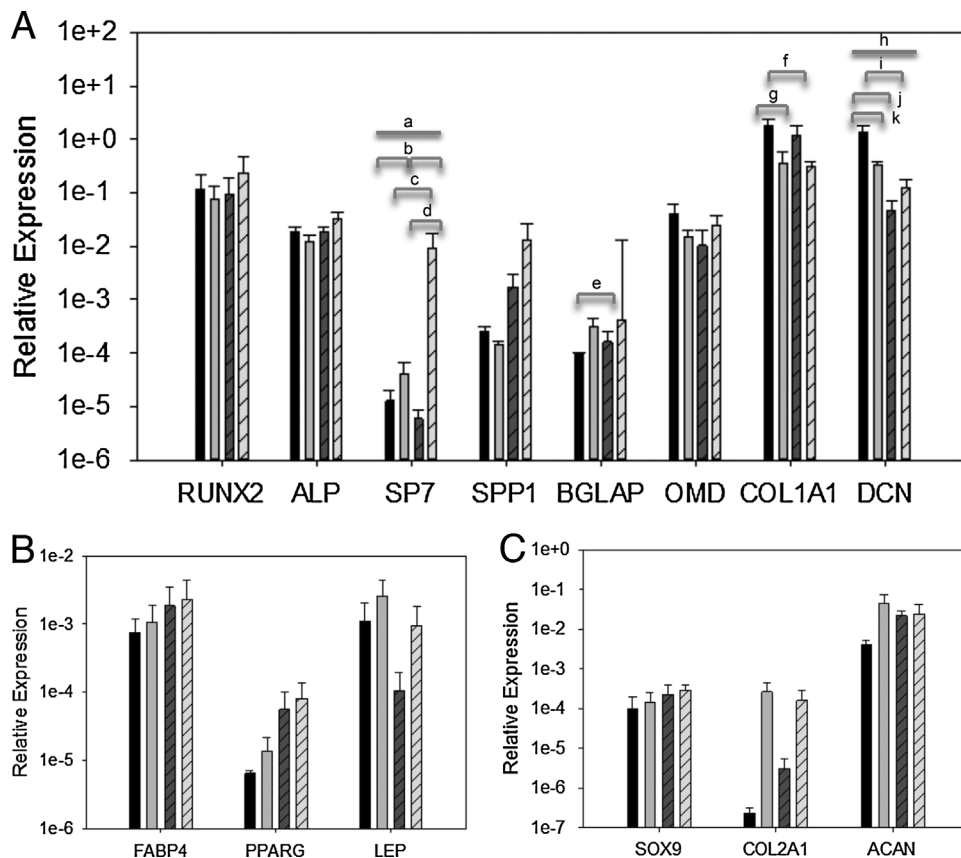 A
Relative Expression
1e+2
1e+1
1e+0
1e-1
1e-2
1e-3
1e-4
1e-5
1e-6
a
b
c
d
e
f
g
h
i
j
k
RUNX2 ALP SP7 SPP1 BGLAP OMD COL1A1 DCN
B
Relative Expression
1e-2
1e-3
1e-4
1e-5
1e-6
FABP4 PPARG LEP
C
Relative Expression
1e+0
1e-1
1e-2
1e-3
1e-4
1e-5
1e-6
1e-7
SOX9 COL2A1 ACAN